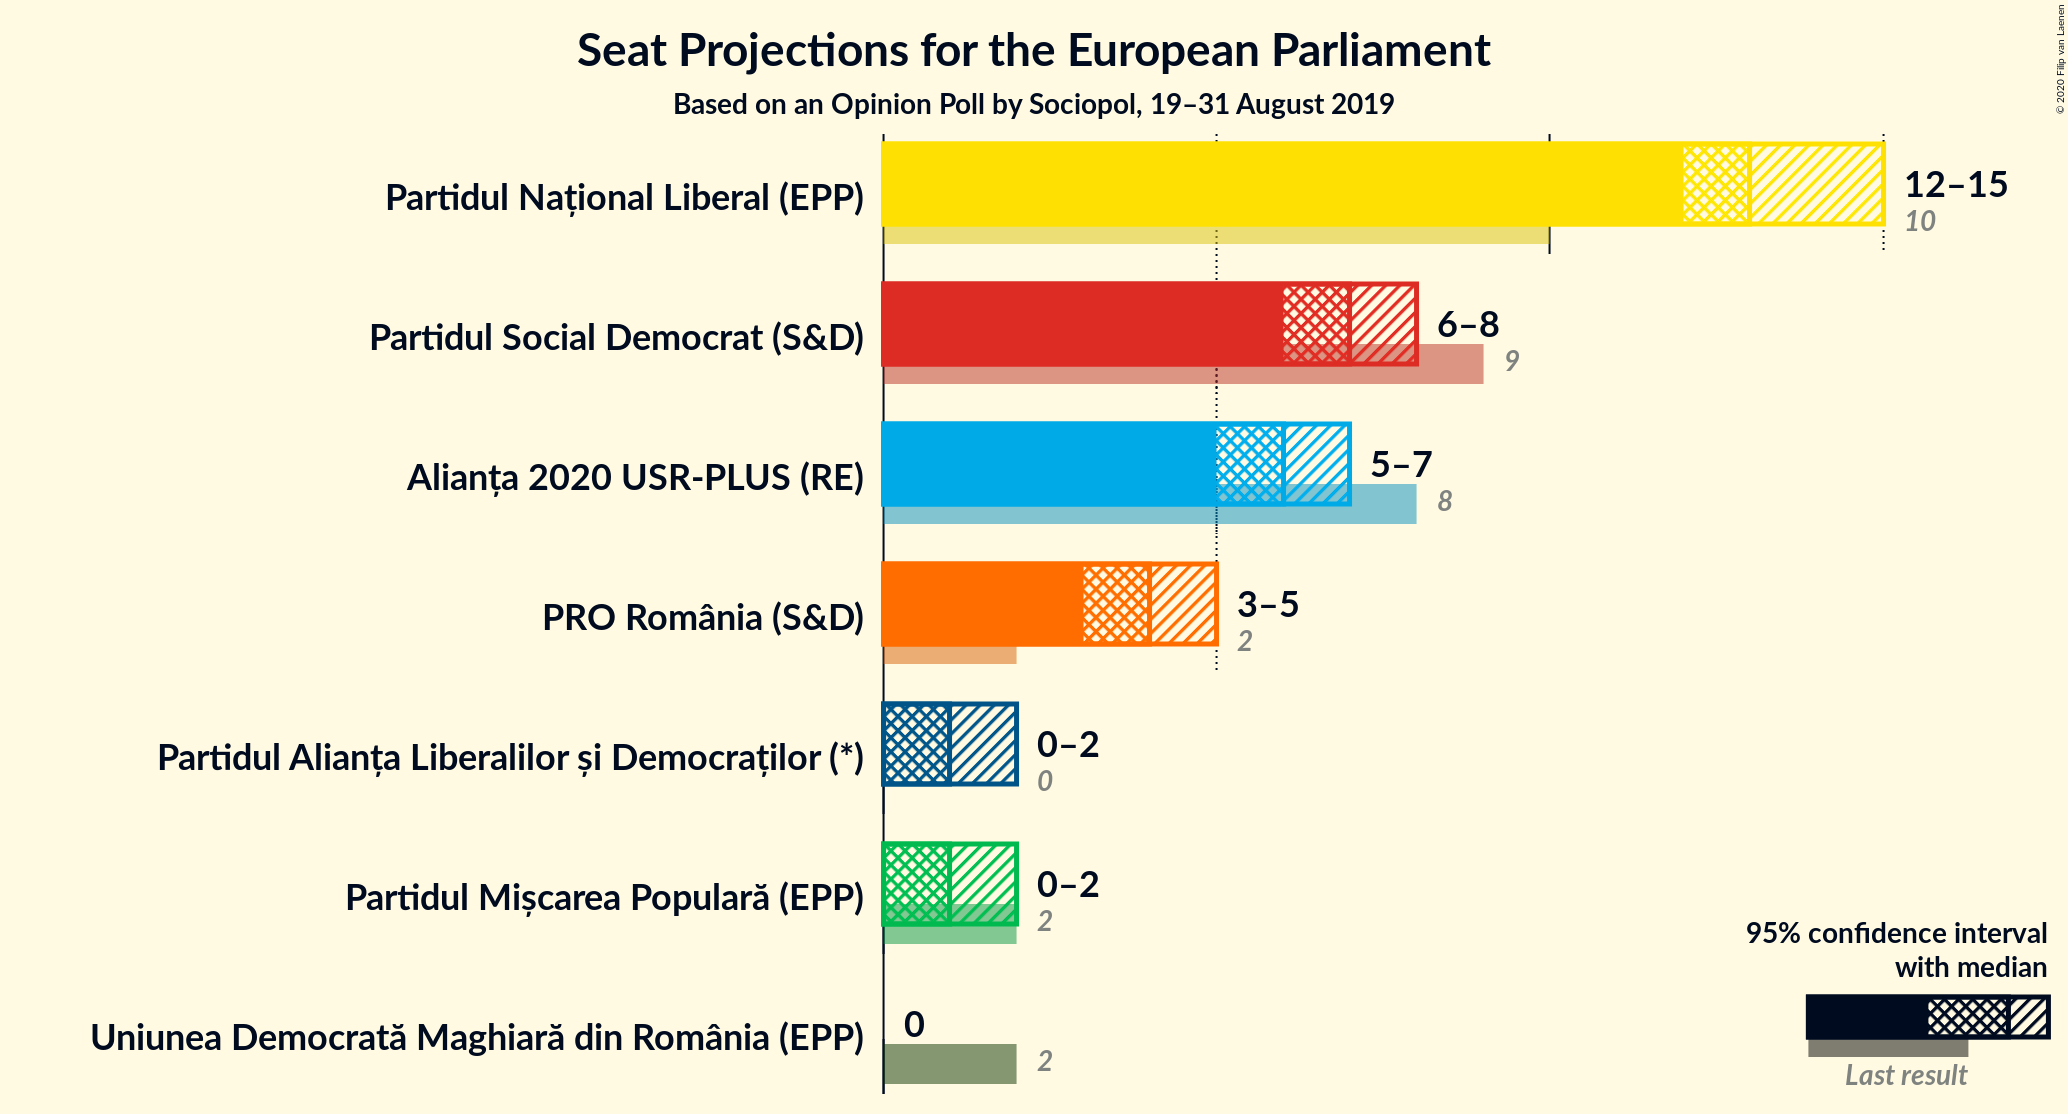 Seat Projections for the European Parliament
Based on an Opinion Poll by Sociopol, 19–31 August 2019
© 2020 Filip van Laenen
Partidul Național Liberal (EPP)
12–15
10
Partidul Social Democrat (S&D)
6–8
9
Alianța 2020 USR-PLUS (RE)
5–7
8
PRO România (S&D)
3–5
2
Partidul Alianța Liberalilor și Democraților (*)
0–2
0
Partidul Mișcarea Populară (EPP)
0–2
2
Uniunea Democrată Maghiară din România (EPP)
0
2
95% confidence interval
with median
Last result